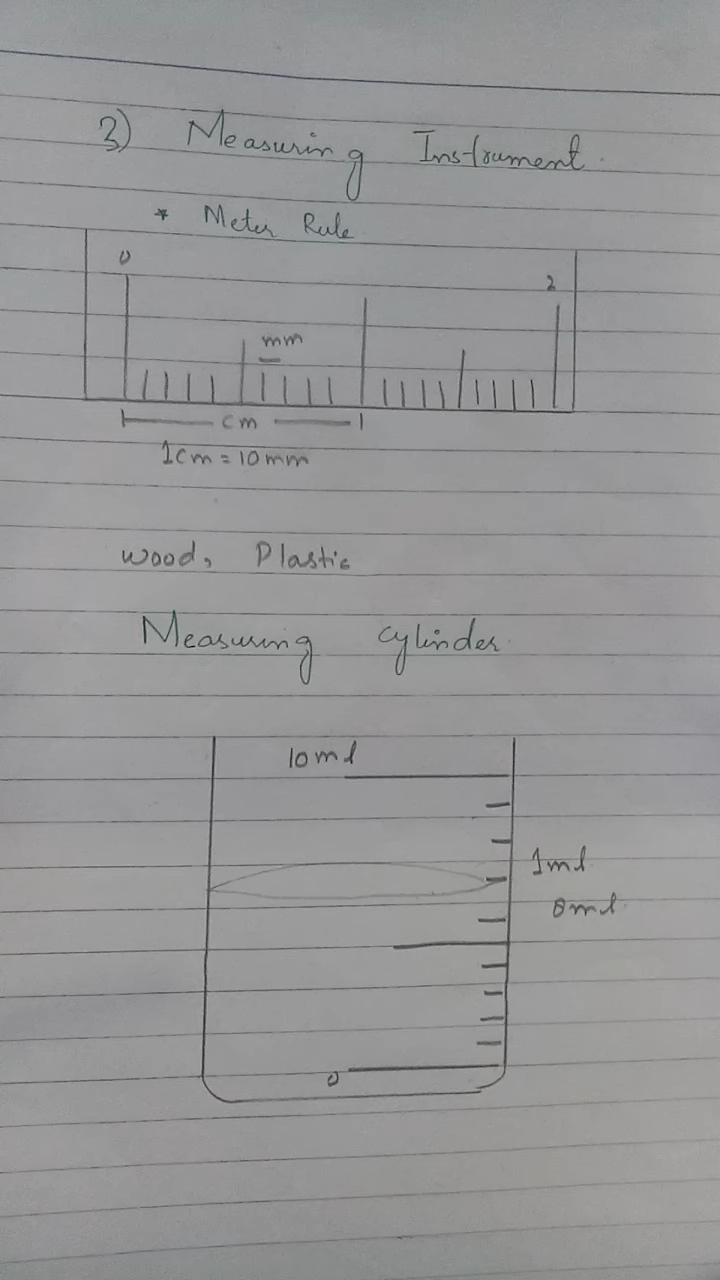 3) Measuring Instrument.
* Meter Rule
0 2
mm
cm 1
1cm = 10mm
wood, Plastic
Measuring cylinder.
10ml
1ml
8ml.
0